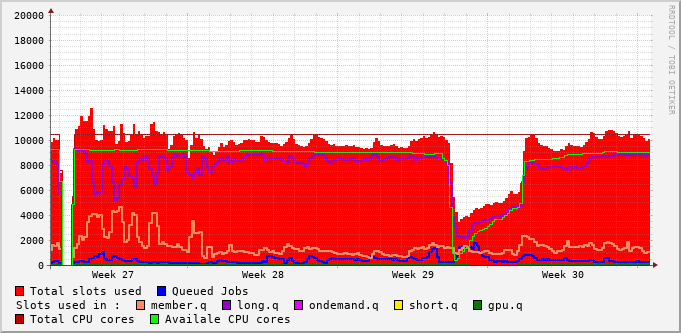 RRDTOOL / TOBI OETIKER
20000
18000
16000
14000
12000
10000
8000
6000
4000
2000
0
Week 27 Week 28 Week 29 Week 30
Total slots used Queued Jobs
Slots used in : member.q long.q ondemand.q short.q gpu.q
Total CPU cores Availale CPU cores